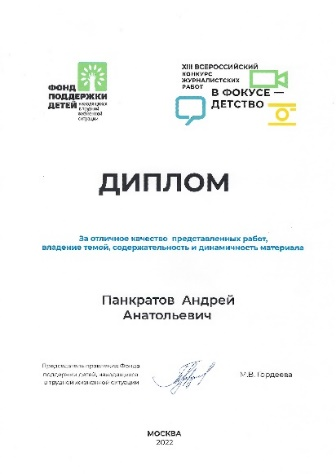 ФОНД
ПОДДЕРЖКИ
ДЕТЕЙ
находящихся
в трудной
жизненной
ситуации
XIII ВСЕРОССИЙСКИЙ
КОНКУРС
ЖУРНАЛИСТСКИХ
РАБОТ
В ФОКУСЕ —
ДЕТСТВО
ДИПЛОМ
За отличное качество представленных работ,
владение темой, содержательность и динамичность материала
Панкратов Андрей
Анатольевич
Председатель правления Фонда
поддержки детей, находящихся
в трудной жизненной ситуации
М.В. Гордеева
МОСКВА
2022